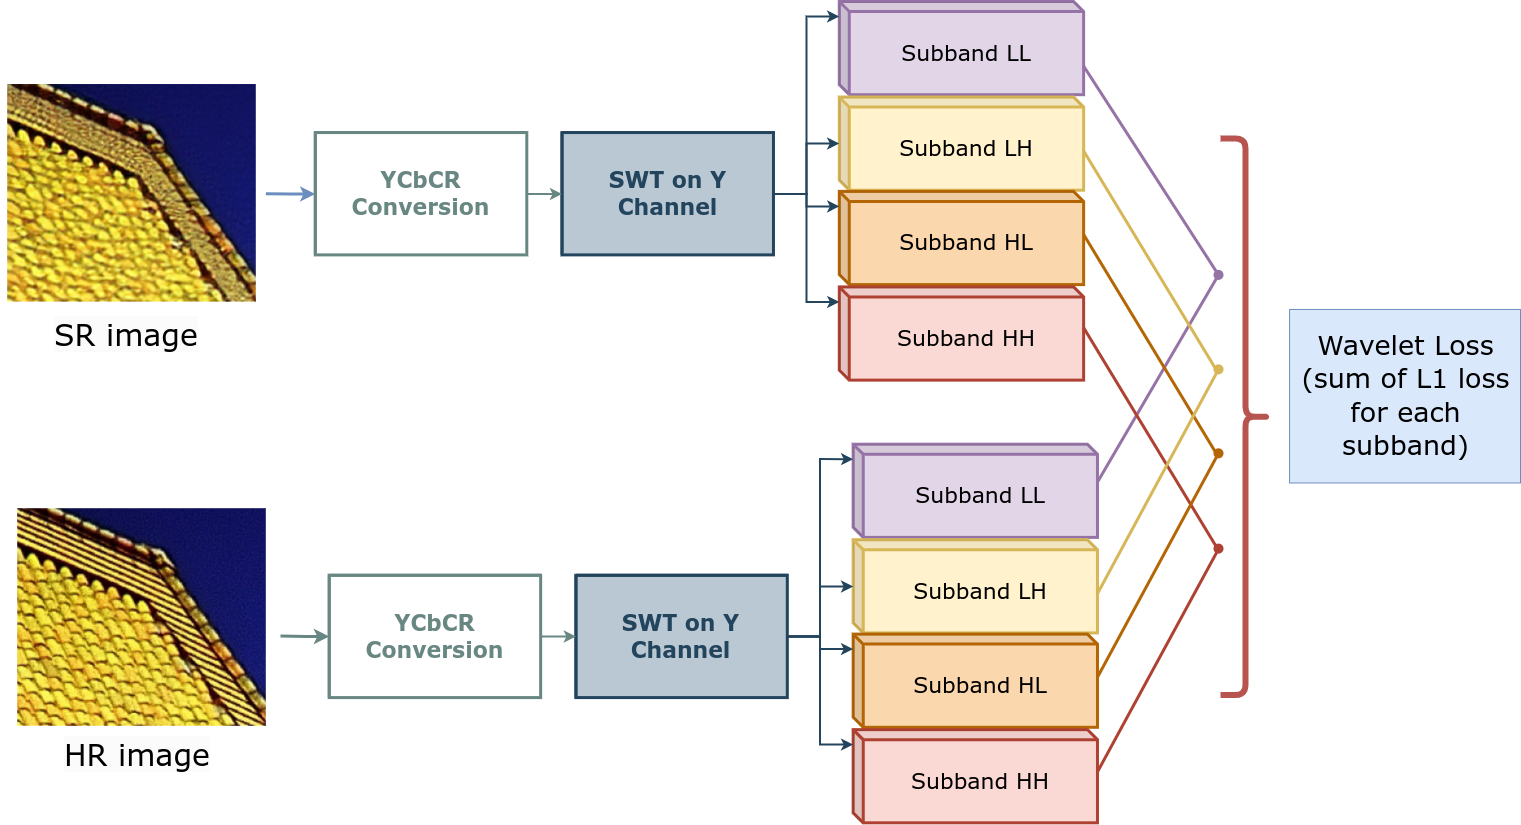 SR image
YCbCR
Conversion
SWT on Y
Channel
Subband LL
Subband LH
Subband HL
Subband HH
HR image
YCbCR
Conversion
SWT on Y
Channel
Subband LL
Subband LH
Subband HL
Subband HH
Wavelet Loss
(sum of L1 loss
for each
subband)